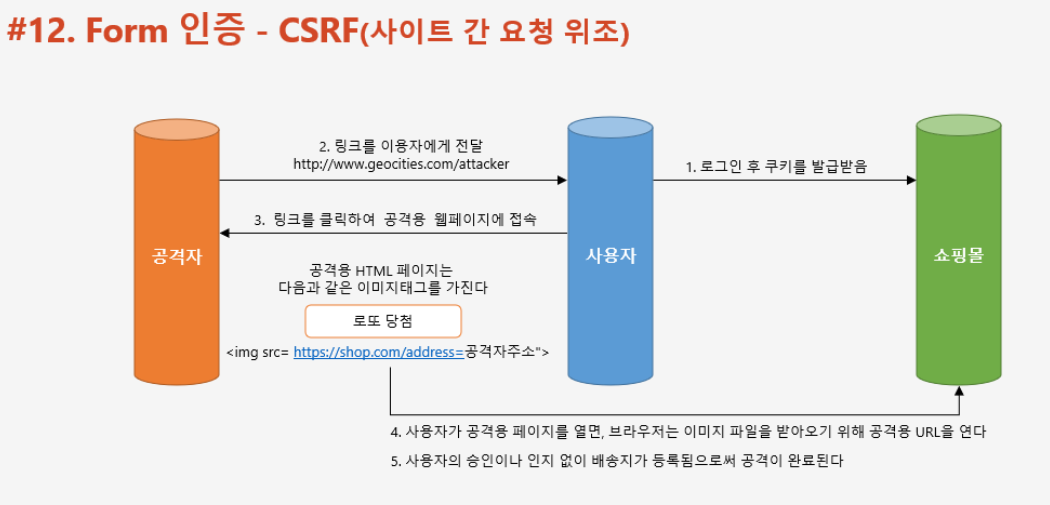 #12. Form 인증 - CSRF(사이트 간 요청 위조)
2. 링크를 이용자에게 전달
http://www.geocities.com/attacker
1. 로그인 후 쿠키를 발급받음
3. 링크를 클릭하여 공격용 웹페이지에 접속
공격자
사용자
쇼핑몰
공격용 HTML 페이지는
다음과 같은 이미지태그를 가진다
로또 당첨
<img src= https://shop.com/address=공격자주소">
4. 사용자가 공격용 페이지를 열면, 브라우저는 이미지 파일을 받아오기 위해 공격용 URL을 연다
5. 사용자의 승인이나 인지 없이 배송지가 등록됨으로써 공격이 완료된다